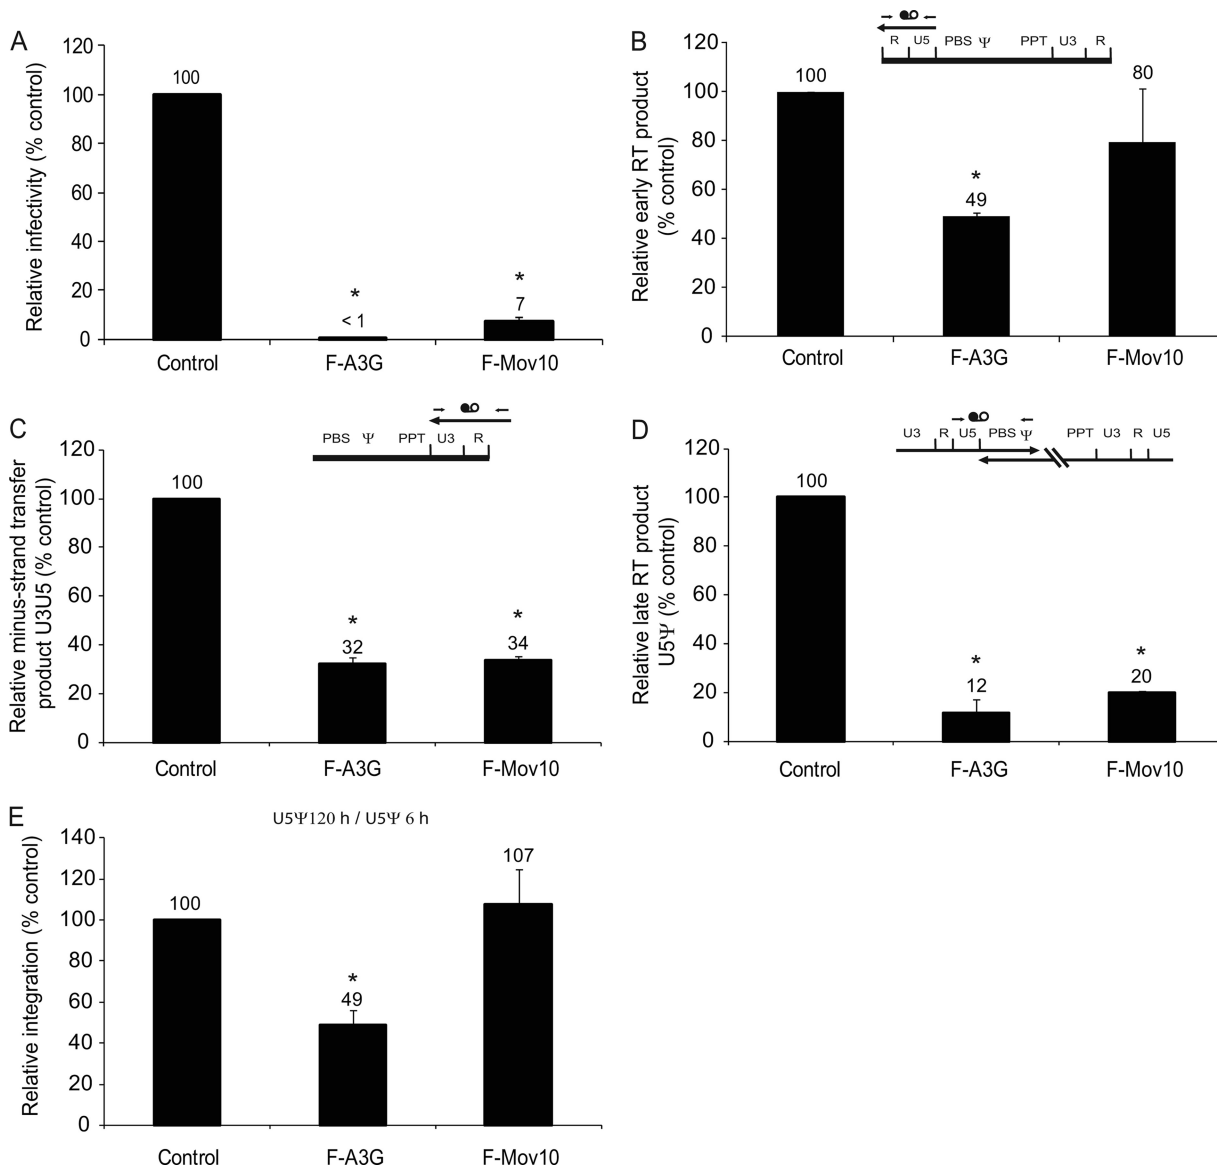 A
Relative infectivity (% control)
120
100
80
60
40
20
0
100
*
< 1
*
7
Control
F-A3G
F-Mov10
B
Relative early RT product
(% control)
R
U5
PBS
Ψ
PPT
U3
R
120
100
80
60
40
20
0
100
*
49
80
Control
F-A3G
F-Mov10
C
Relative minus-strand transfer
product U3U5 (% control)
PBS
Ψ
PPT
U3
R
120
100
80
60
40
20
0
100
*
32
*
34
Control
F-A3G
F-Mov10
D
Relative late RT product
U5Ψ (% control)
U3
R
U5
PBS
Ψ
PPT
U3
R
U5
120
100
80
60
40
20
0
100
*
12
*
20
Control
F-A3G
F-Mov10
E
U5Ψ120 h / U5Ψ 6 h
Relative integration (% control)
140
120
100
80
60
40
20
0
100
*
49
107
Control
F-A3G
F-Mov10